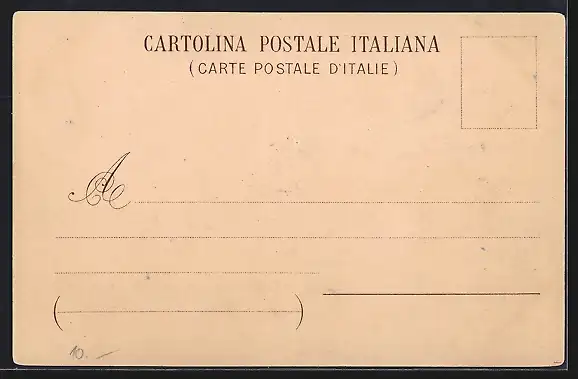 CARTOLINA POSTALE ITALIANA
(CARTE POSTALE D'ITALIE)
A
( )
10.—